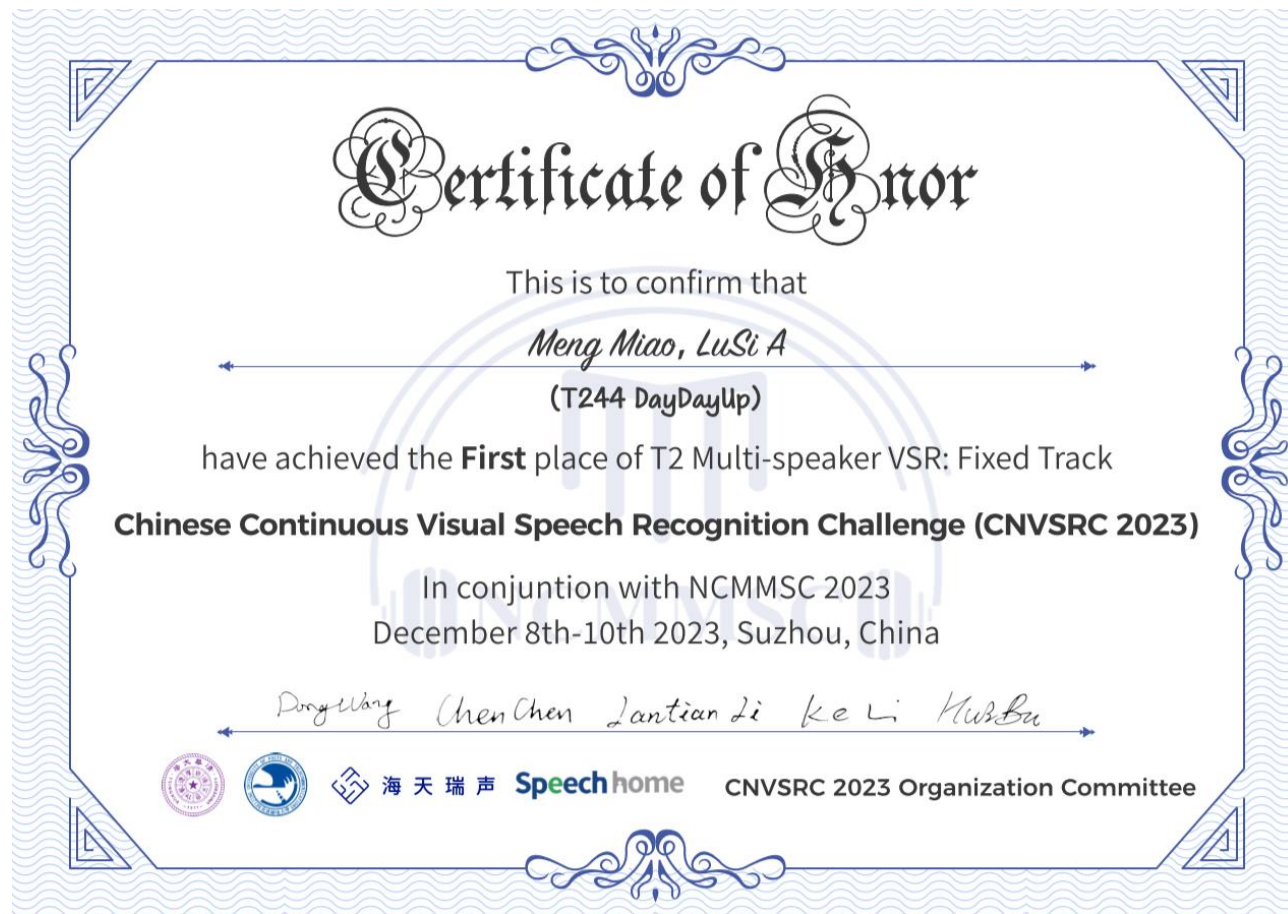 Certificate of Hnor
This is to confirm that
Meng Miao, LuSi A
(T244 DayDayUp)
have achieved the First place of T2 Multi-speaker VSR: Fixed Track
Chinese Continuous Visual Speech Recognition Challenge (CNVSRC 2023)
In conjuntion with NCMMSC 2023
December 8th-10th 2023, Suzhou, China
NCMMSC
Dong Wang Chen Chen Lantian Li Ke Li Hui Bu
海天瑞声 Speechhome CNVSRC 2023 Organization Committee